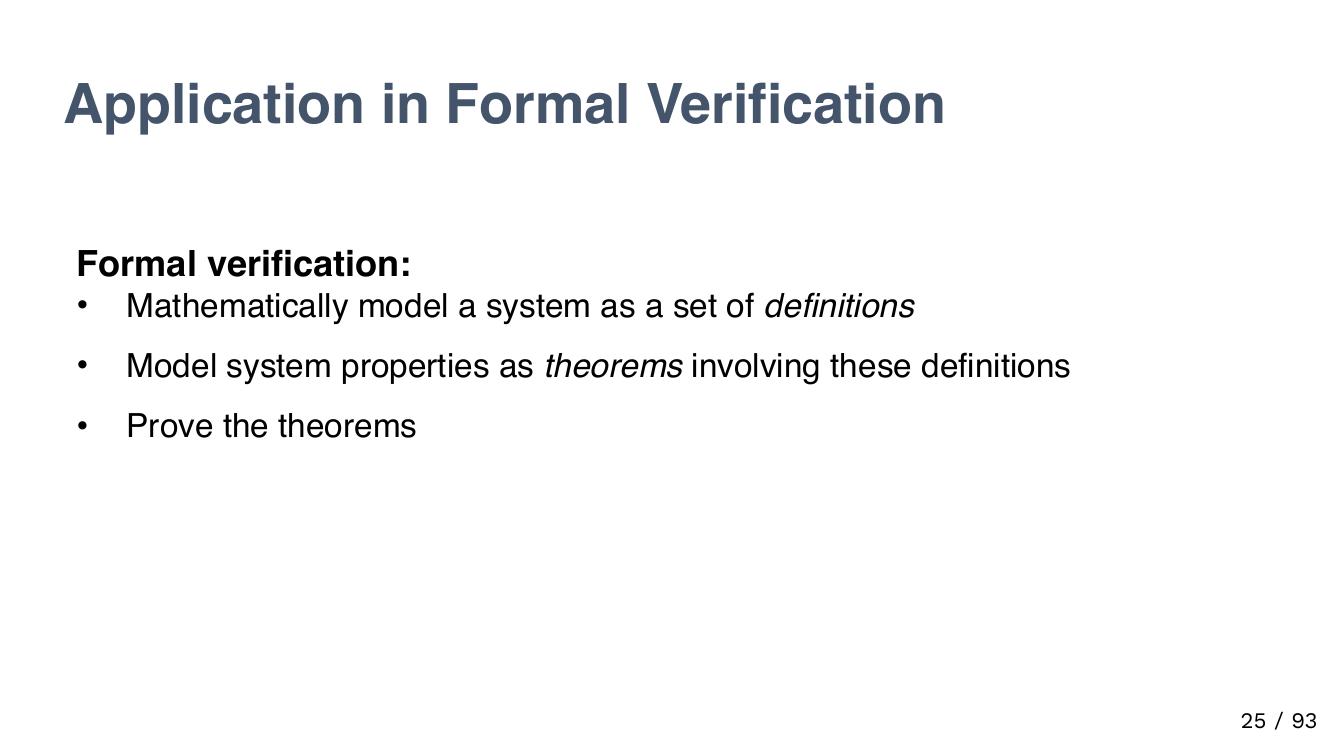 Application in Formal Verification
Formal verification:
• Mathematically model a system as a set of definitions
• Model system properties as theorems involving these definitions
• Prove the theorems
25 / 93